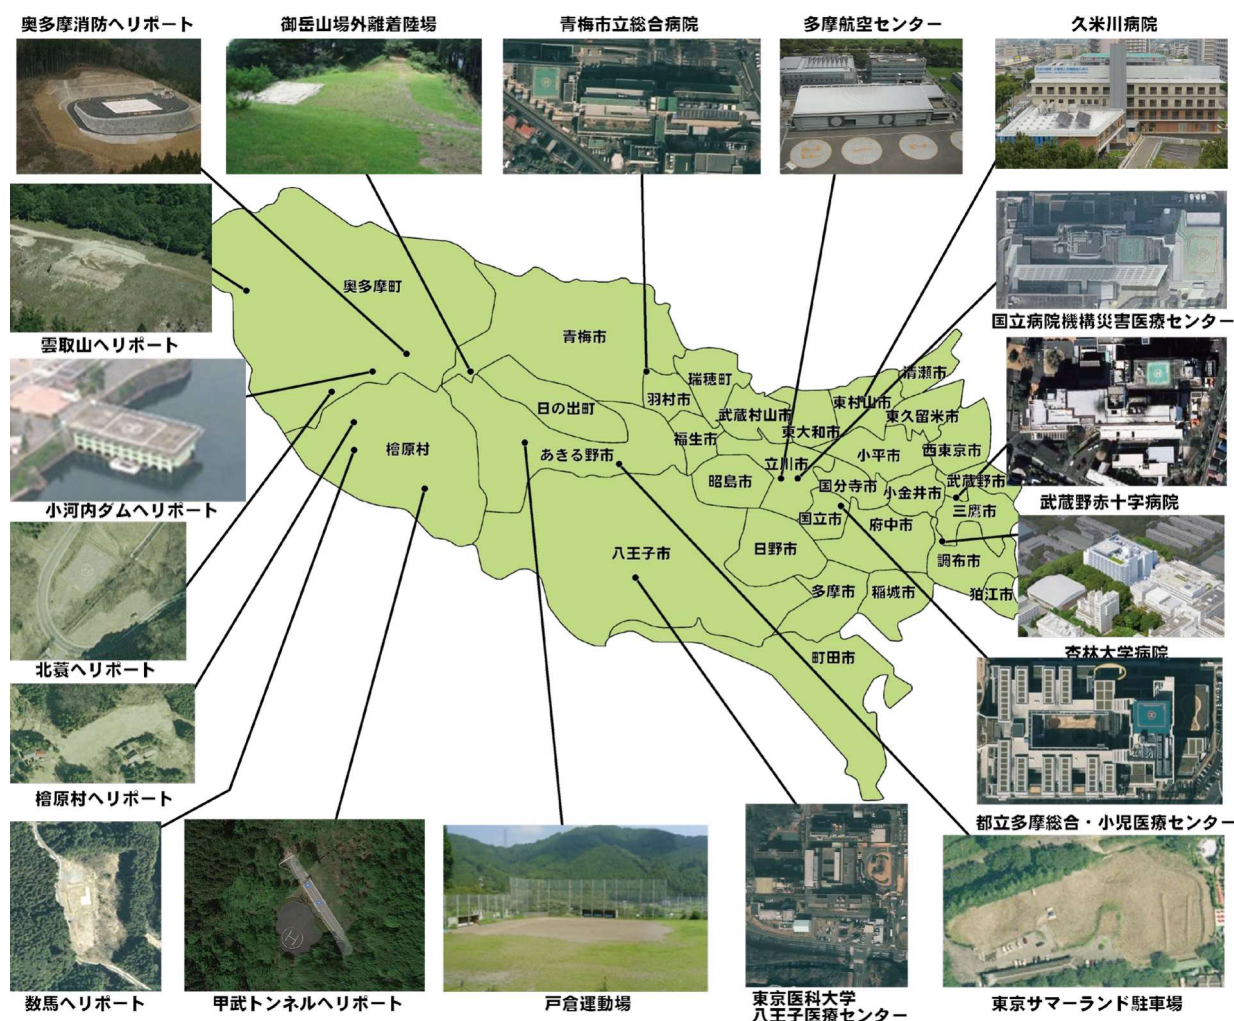 奥多摩消防ヘリポート
御岳山場外離着陸場
青梅市立総合病院
多摩航空センター
久米川病院
国立病院機構災害医療センター
雲取山ヘリポート
武蔵野赤十字病院
小河内ダムヘリポート
杏林大学病院
北蓑ヘリポート
檜原村ヘリポート
都立多摩総合・小児医療センター
数馬ヘリポート
甲武トンネルヘリポート
戸倉運動場
東京医科大学
八王子医療センター
東京サマーランド駐車場
奥多摩町
青梅市
瑞穂町
清瀬市
日の出町
羽村市
武蔵村山市
東村山市
東久留米市
東大和市
檜原村
あきる野市
福生市
昭島市
立川市
小平市
西東京市
国分寺市
小金井市
武蔵野市
三鷹市
国立市
府中市
八王子市
日野市
調布市
多摩市
稲城市
狛江市
町田市